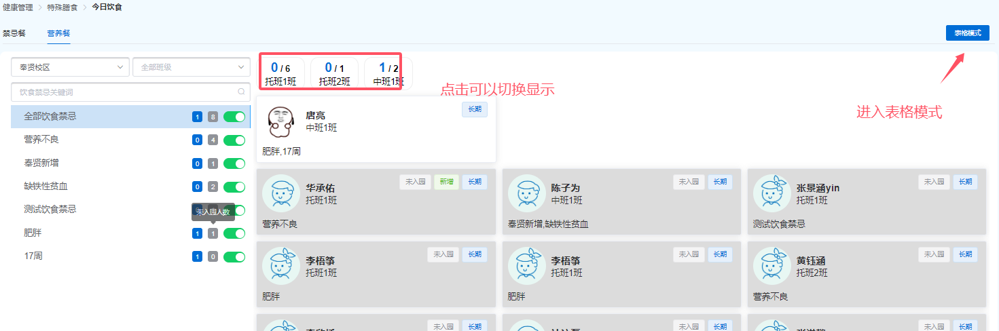 健康管理 > 特殊膳食 > 今日饮食
禁忌餐 营养餐 表格模式
奉贤校区 全部班级
饮食禁忌关键词
全部饮食禁忌 1 8
营养不良 0 4
奉贤新增 0 1
缺铁性贫血 0 2
测试饮食禁忌
未入园人数
肥胖 1 1
17周 1 0
0 / 6 0 / 1 1 / 2
托班1班 托班2班 中班1班
点击可以切换显示
进入表格模式
唐高 长期
中班1班
肥胖,17周
华承佑 未入园 新增 长期
托班1班
营养不良
陈子为 未入园 长期
中班1班
奉贤新增,缺铁性贫血
张景涵yin 未入园 长期
托班1班
测试饮食禁忌
李梧筝 未入园 长期
托班1班
肥胖
李梧筝 未入园 长期
托班1班
肥胖
黄钰涵 未入园 长期
托班2班
营养不良
未入园 长期
未入园 长期
未入园 长期